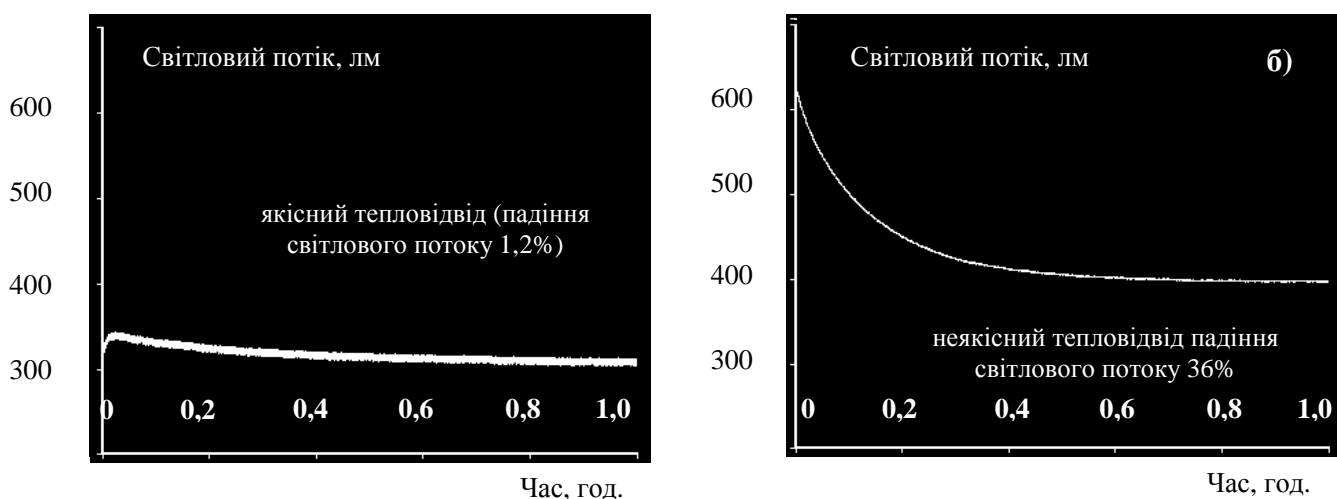 Світловий потік, лм
600
500
400
300
якісний тепловідвід (падіння
світлового потоку 1,2%)
0 0,2 0,4 0,6 0,8 1,0
Час, год.
Світловий потік, лм
б)
600
500
400
300
неякісний тепловідвід падіння
світлового потоку 36%
0 0,2 0,4 0,6 0,8 1,0
Час, год.